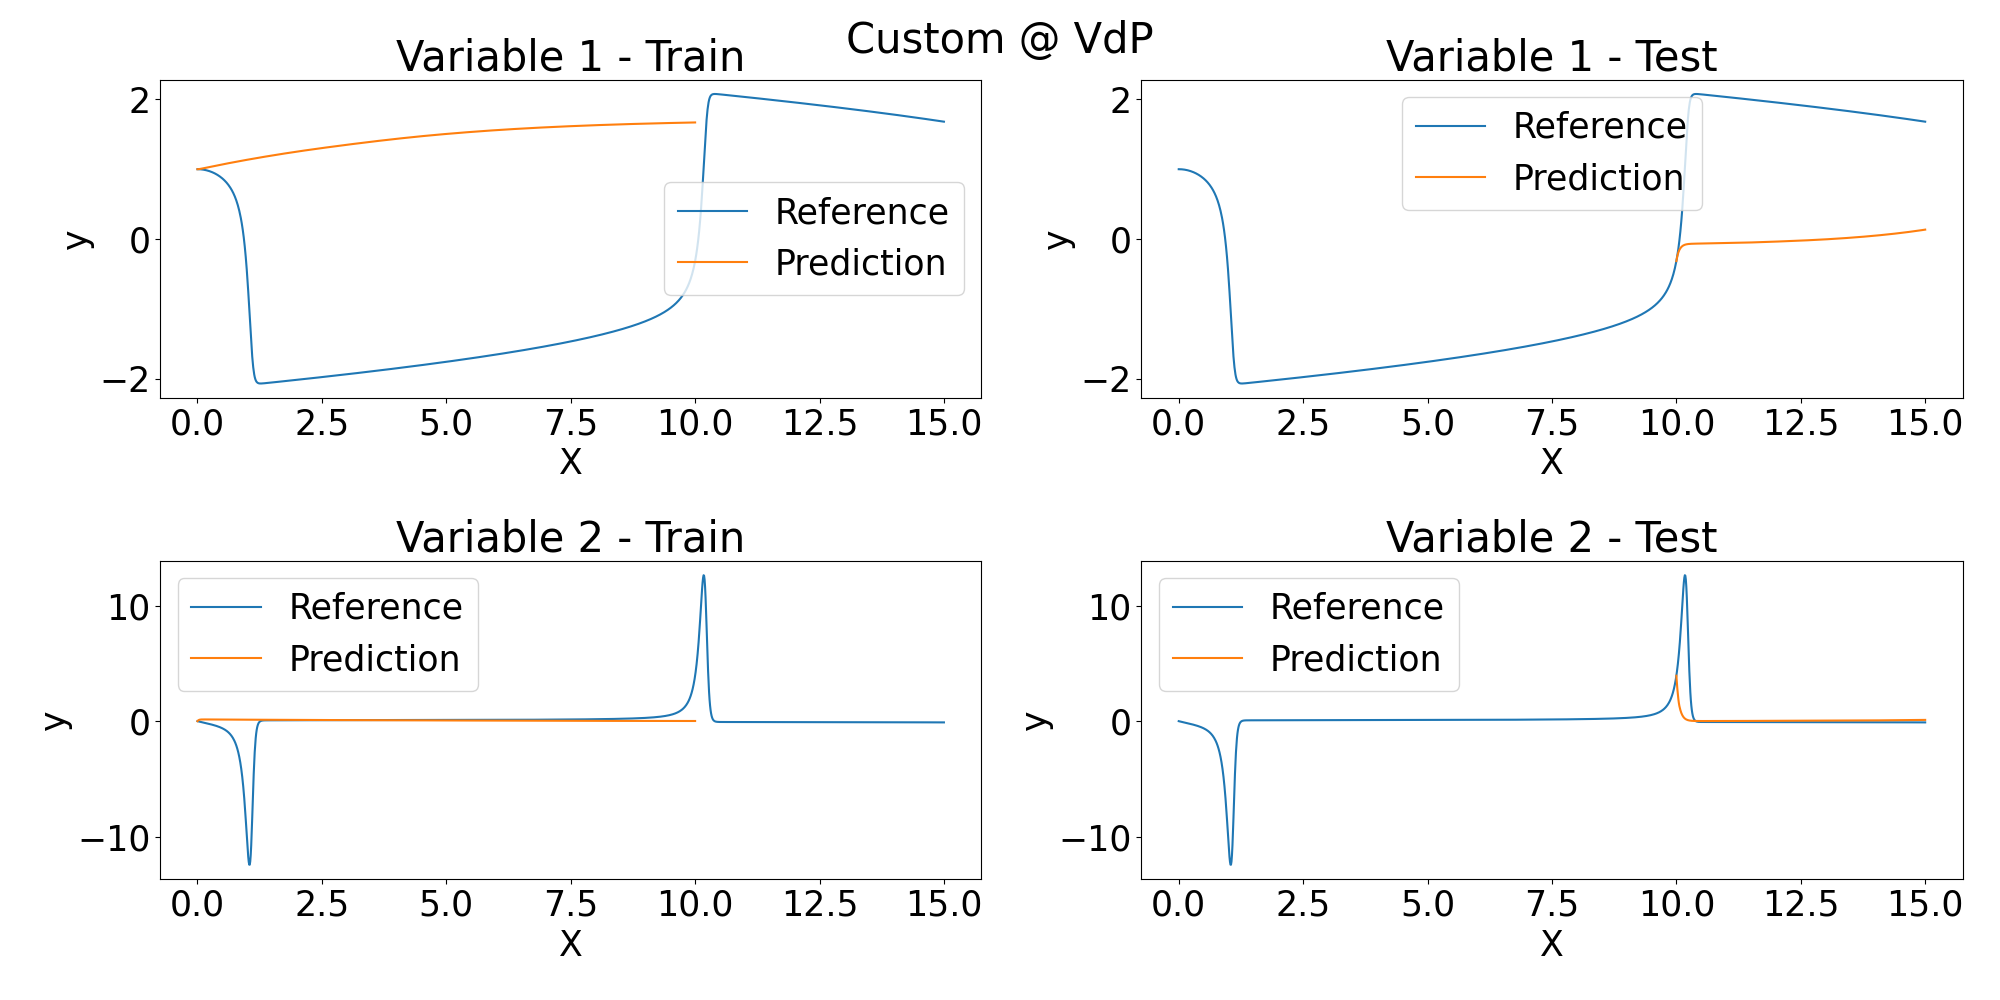 Custom @ VdP
Variable 1 - Train
2
0
−2
y
0.0 2.5 5.0 7.5 10.0 12.5 15.0
X
Reference
Prediction
Variable 1 - Test
2
0
−2
y
0.0 2.5 5.0 7.5 10.0 12.5 15.0
X
Reference
Prediction
Variable 2 - Train
10
0
−10
y
0.0 2.5 5.0 7.5 10.0 12.5 15.0
X
Reference
Prediction
Variable 2 - Test
10
0
−10
y
0.0 2.5 5.0 7.5 10.0 12.5 15.0
X
Reference
Prediction